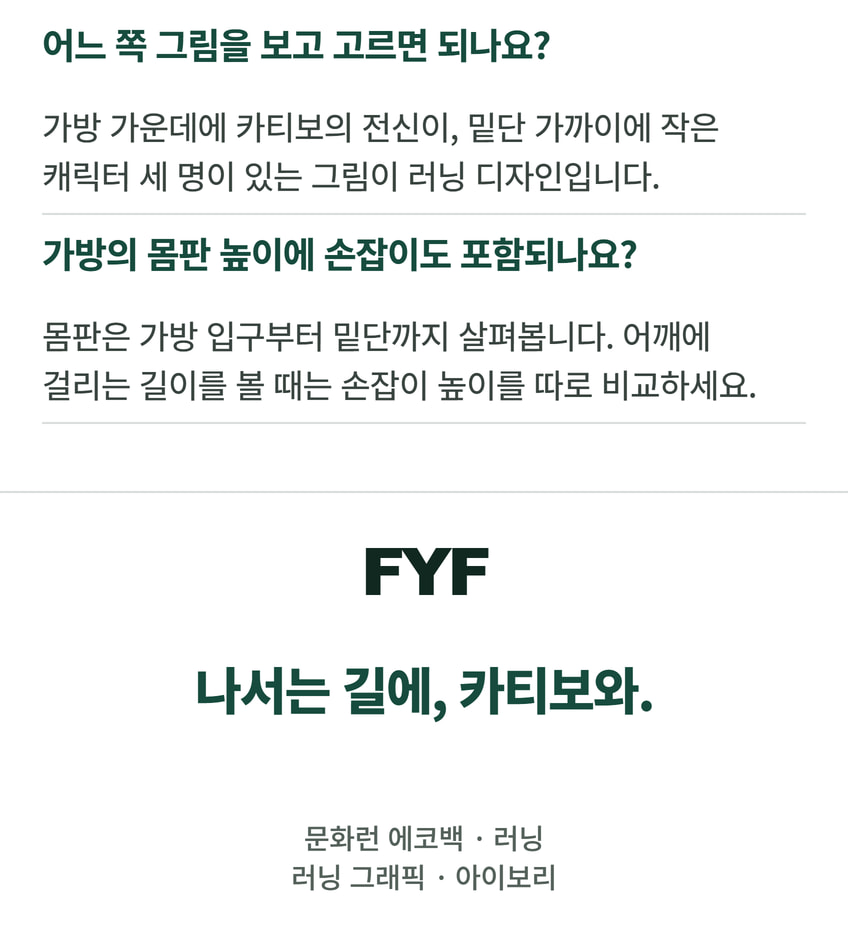 어느 쪽 그림을 보고 고르면 되나요?
가방 가운데에 카티보의 전신이, 밑단 가까이에 작은
캐릭터 세 명이 있는 그림이 러닝 디자인입니다.
가방의 몸판 높이에 손잡이도 포함되나요?
몸판은 가방 입구부터 밑단까지 살펴봅니다. 어깨에
걸리는 길이를 볼 때는 손잡이 높이를 따로 비교하세요.
FYF
나서는 길에, 카티보와.
문화런 에코백 · 러닝
러닝 그래픽 · 아이보리